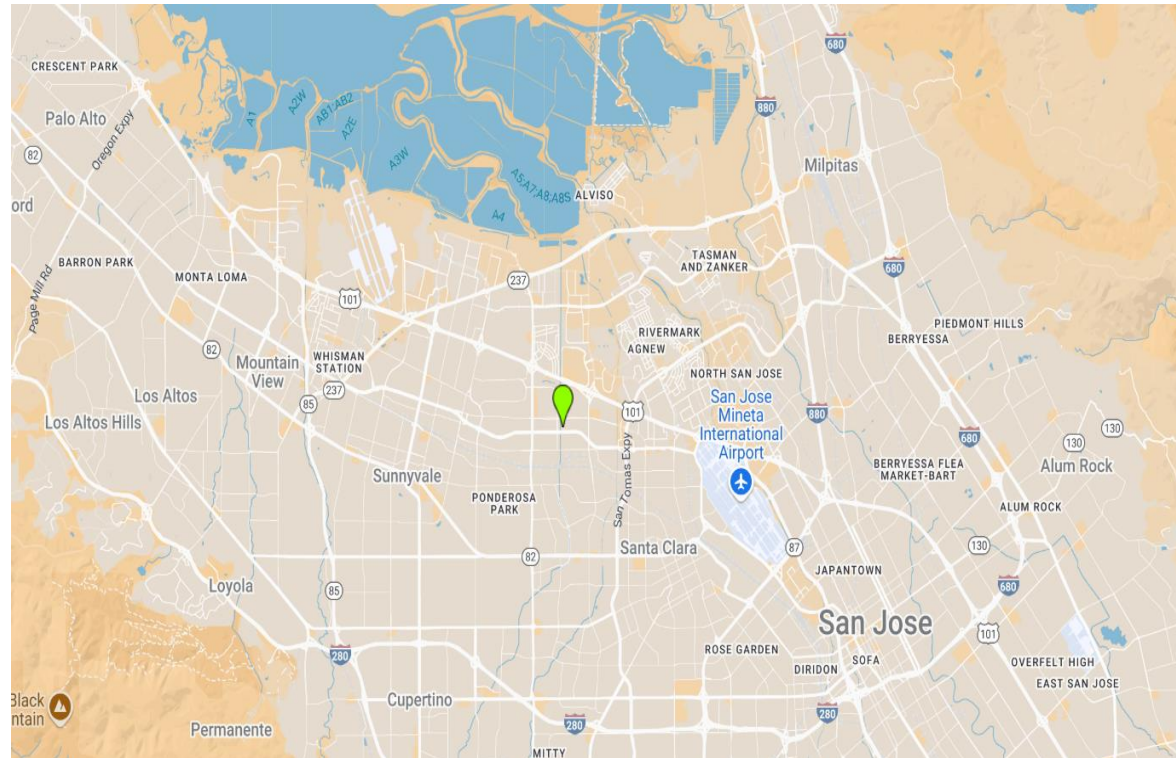 680
CRESCENT PARK
880
Palo Alto
Oregon Expy
A1
A2W
AB1;AB2
A2E
A3W
82
Milpitas
A5;A7;A8;A8S
ALVISO
ord
A4
BARRON PARK
TASMAN
AND ZANKER
680
MONTA LOMA
237
101
Page Mill Rd
PIEDMONT HILLS
RIVERMARK
BERRYESSA
AGNEW
82
WHISMAN
STATION
Mountain
View
237
NORTH SAN JOSE
Los Altos
85
San Jose
Mineta
International
Airport
101
880
Los Altos Hills
130
130
680
Alum Rock
BERRYESSA FLEA
MARKET-BART
Sunnyvale
San Tomas Expy
PONDEROSA
PARK
ALUM ROCK
82
Santa Clara
87
130
JAPANTOWN
Loyola
85
680
San Jose
101
280
ROSE GARDEN
SOFA
DIRIDON
OVERFELT HIGH
EAST SAN JOSE
Black
ntain
Cupertino
280
280
Permanente
MITTY